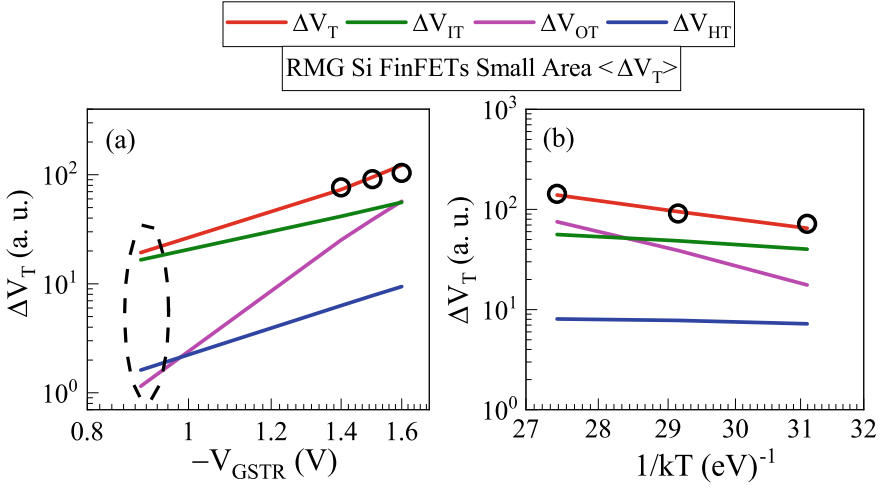 ΔV_T ΔV_IT ΔV_OT ΔV_HT
RMG Si FinFETs Small Area <ΔV_T>
(a)
ΔV_T (a. u.)
10^2
10^1
10^0
0.8 1 1.2 1.4 1.6
−V_GSTR (V)
(b)
ΔV_T (a. u.)
10^3
10^2
10^1
10^0
27 28 29 30 31 32
1/kT (eV)^-1